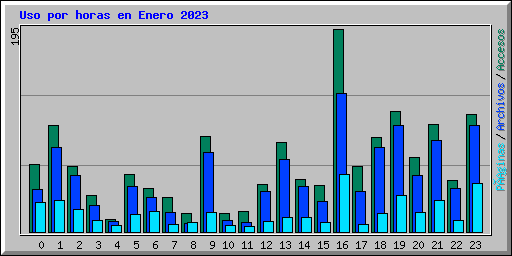 Uso por horas en Enero 2023
195
Páginas / Archivos / Accesos
0 1 2 3 4 5 6 7 8 9 10 11 12 13 14 15 16 17 18 19 20 21 22 23